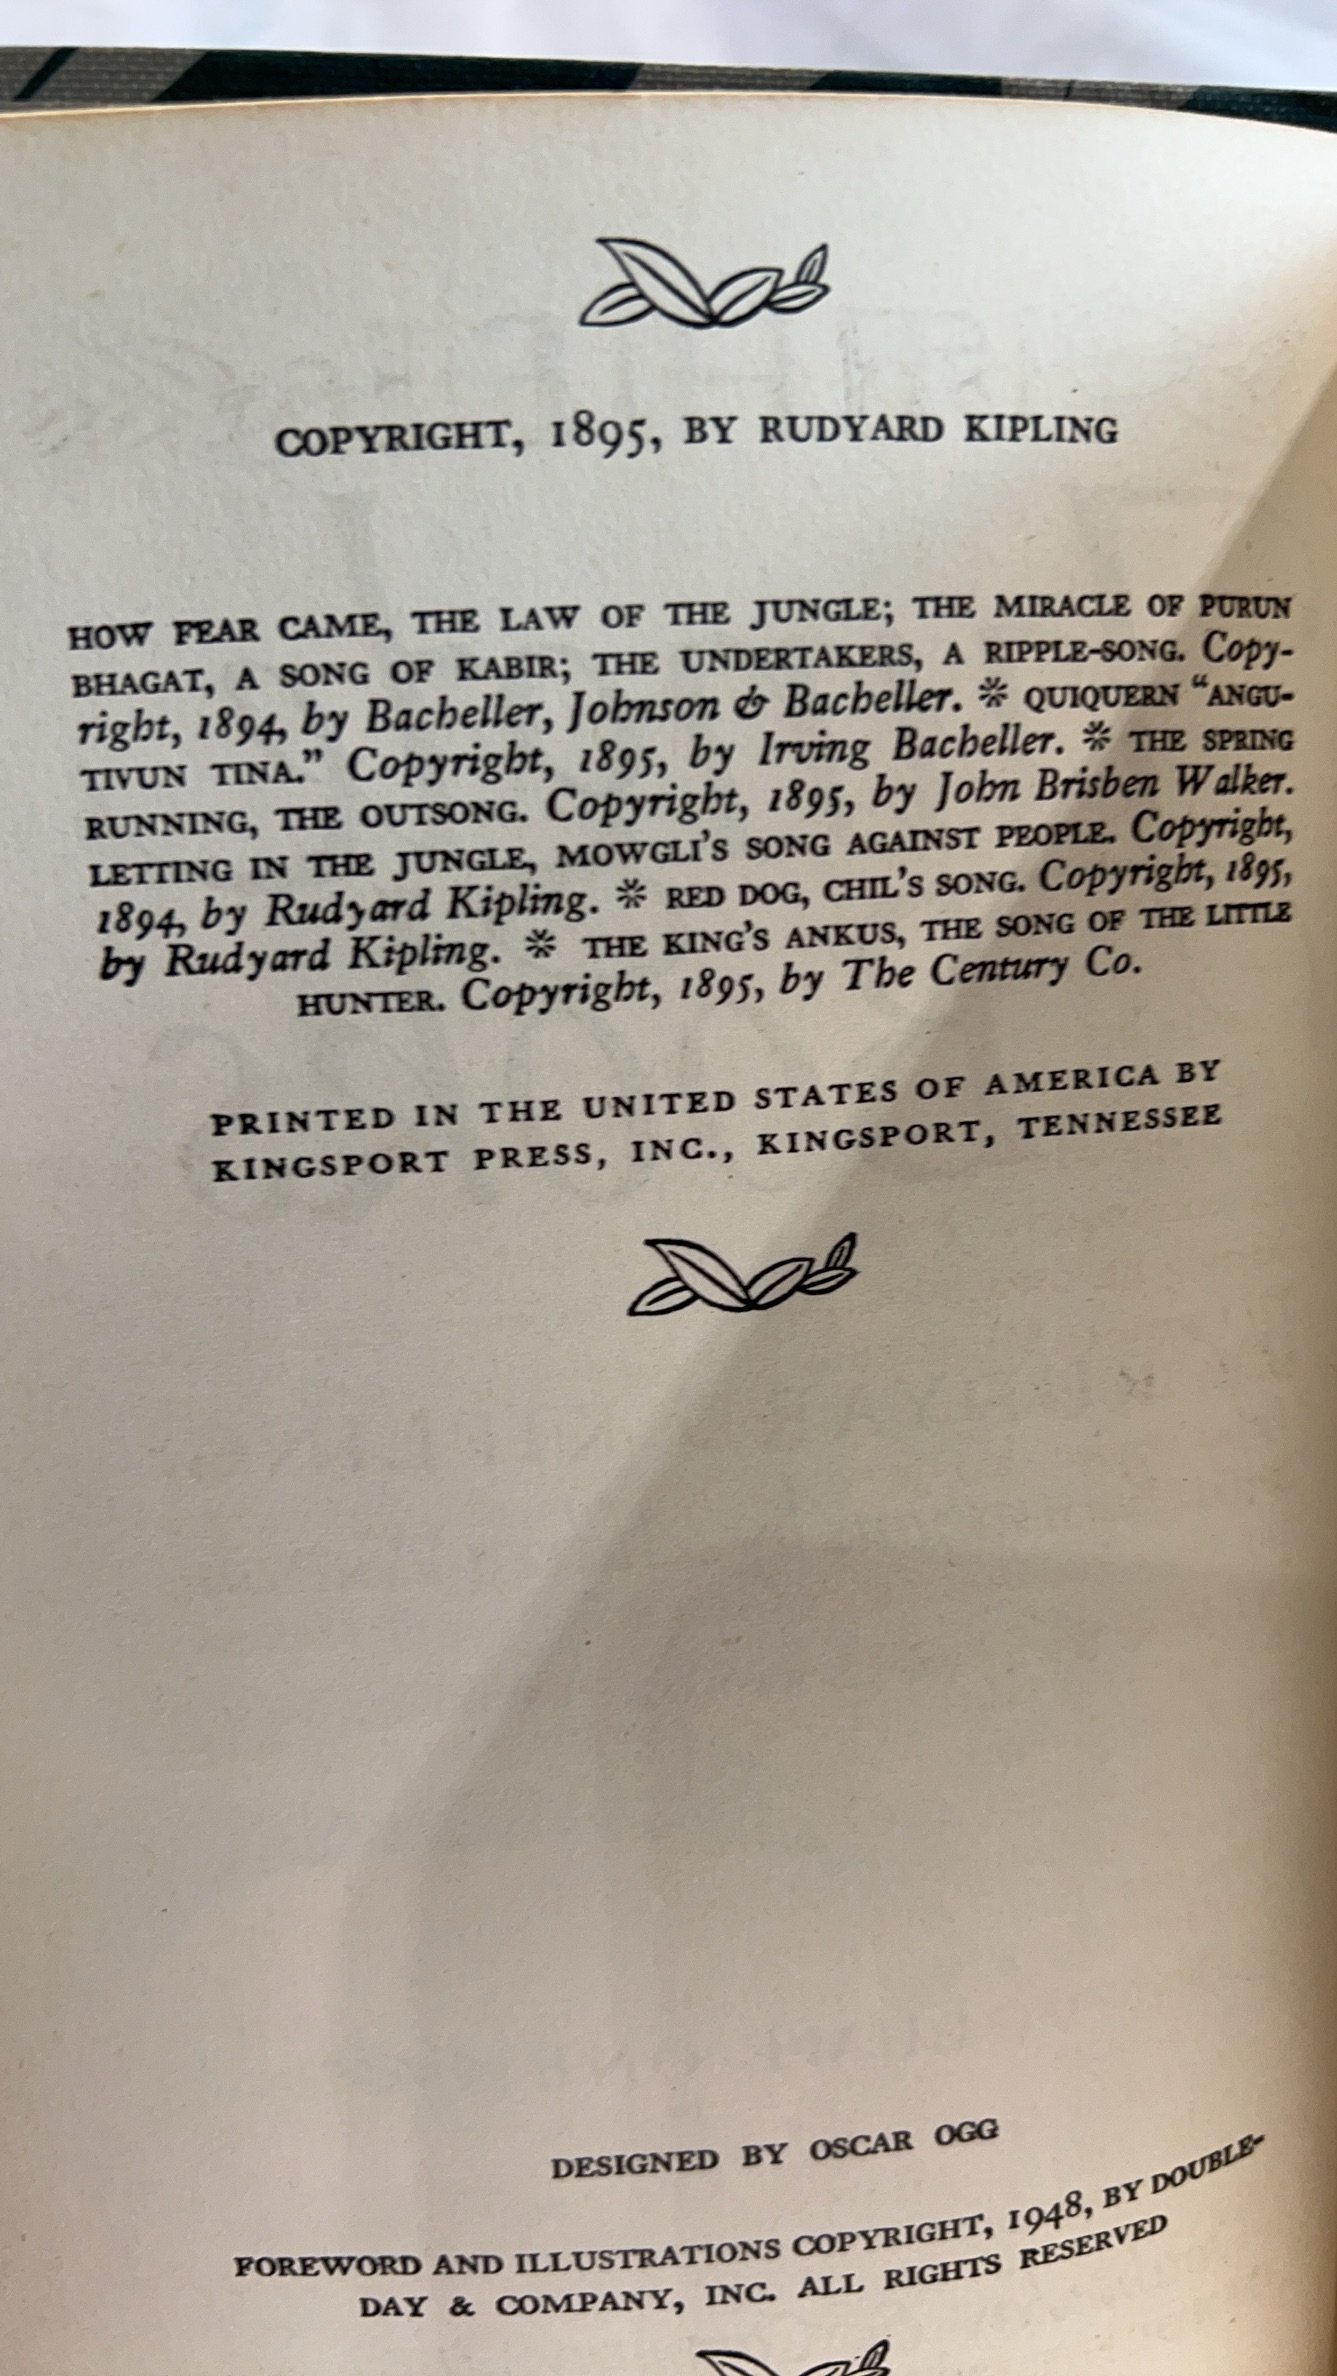 COPYRIGHT, 1895, BY RUDYARD KIPLING
HOW FEAR CAME, THE LAW OF THE JUNGLE; THE MIRACLE OF PURUN
BHAGAT, A SONG OF KABIR; THE UNDERTAKERS, A RIPPLE-SONG. Copy-
right, 1894, by Bacheller, Johnson & Bacheller. * QUIQUERN “ANGU-
TIVUN TINA.” Copyright, 1895, by Irving Bacheller. * THE SPRING
RUNNING, THE OUTSONG. Copyright, 1895, by John Brisben Walker.
LETTING IN THE JUNGLE, MOWGLI’S SONG AGAINST PEOPLE. Copyright,
1894, by Rudyard Kipling. * RED DOG, CHIL’S SONG. Copyright, 1895,
by Rudyard Kipling. * THE KING’S ANKUS, THE SONG OF THE LITTLE
HUNTER. Copyright, 1895, by The Century Co.
PRINTED IN THE UNITED STATES OF AMERICA BY
KINGSPORT PRESS, INC., KINGSPORT, TENNESSEE
DESIGNED BY OSCAR OGG
FOREWORD AND ILLUSTRATIONS COPYRIGHT, 1948, BY DOUBLE-
DAY & COMPANY, INC. ALL RIGHTS RESERVED